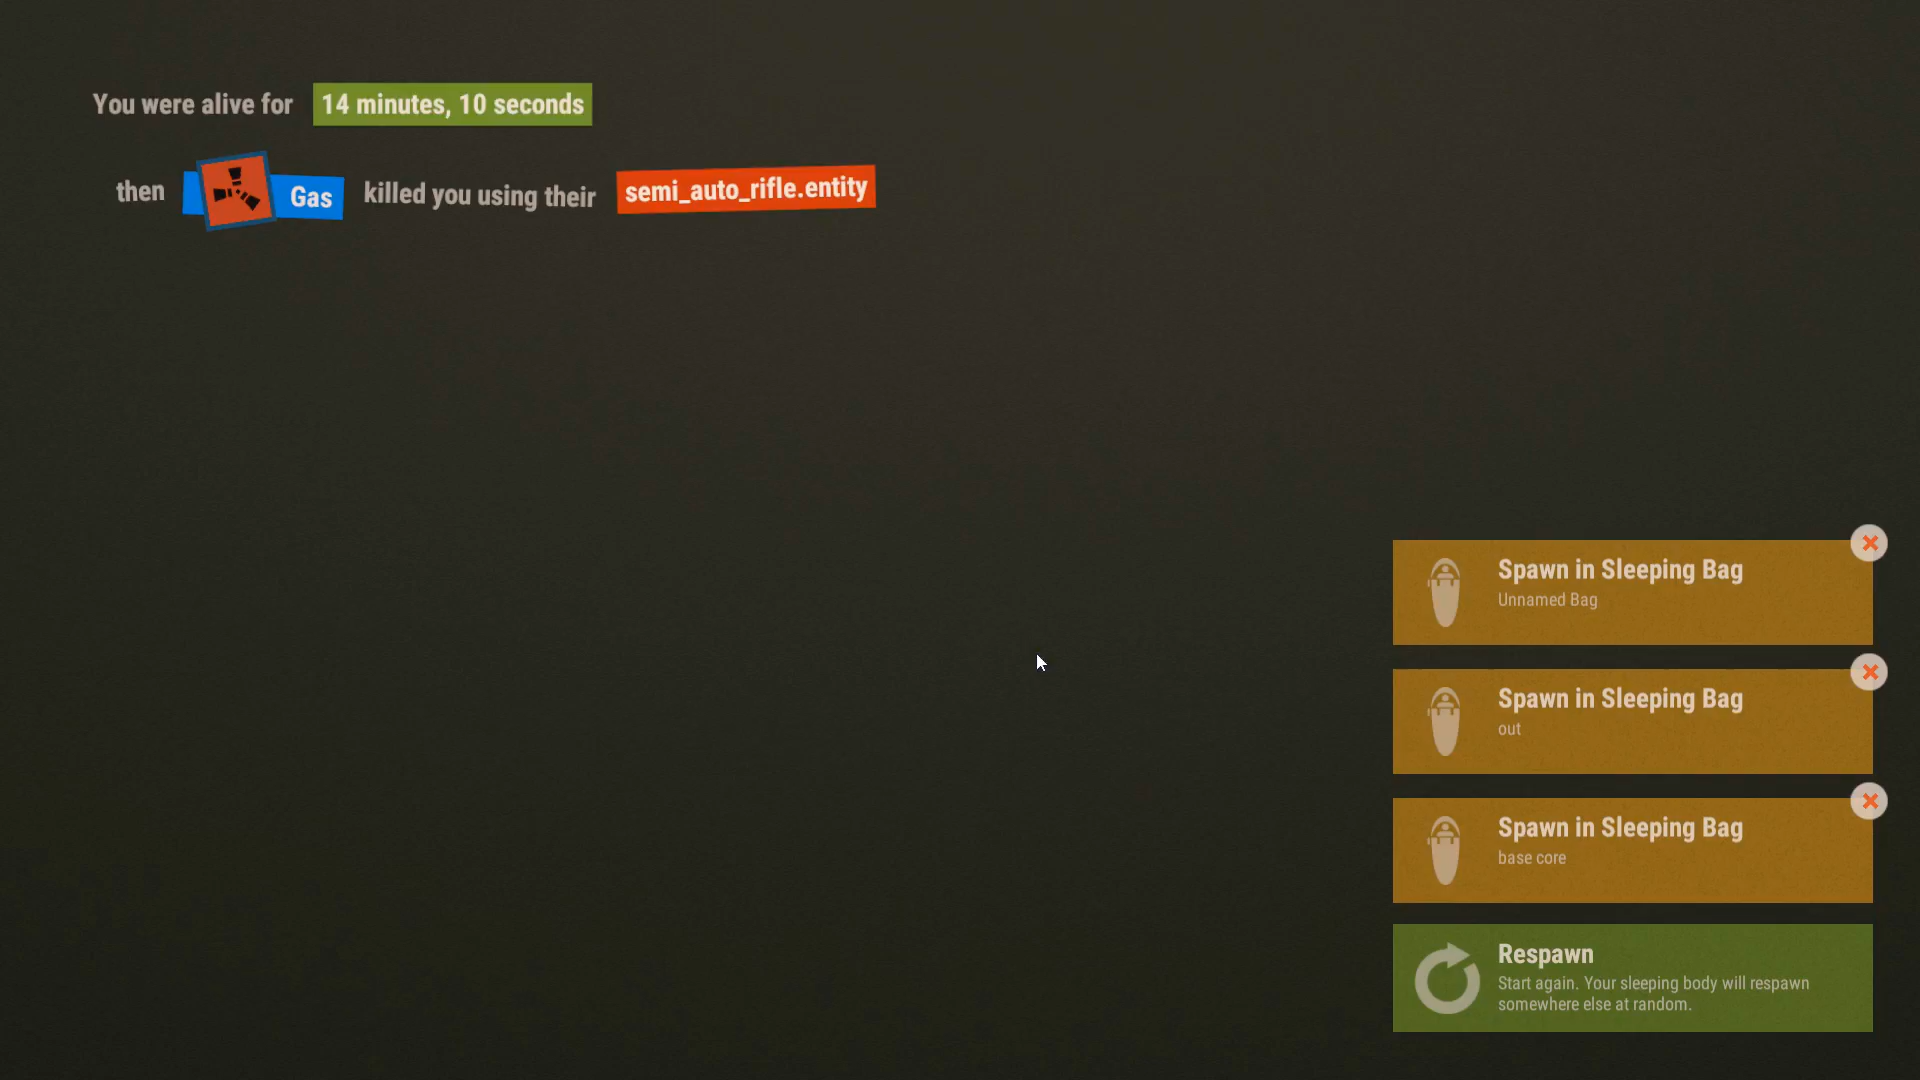 You were alive for 14 minutes, 10 seconds
then Gas killed you using their semi_auto_rifle.entity
Spawn in Sleeping Bag
Unnamed Bag
Spawn in Sleeping Bag
out
Spawn in Sleeping Bag
base core
Respawn
Start again. Your sleeping body will respawn
somewhere else at random.